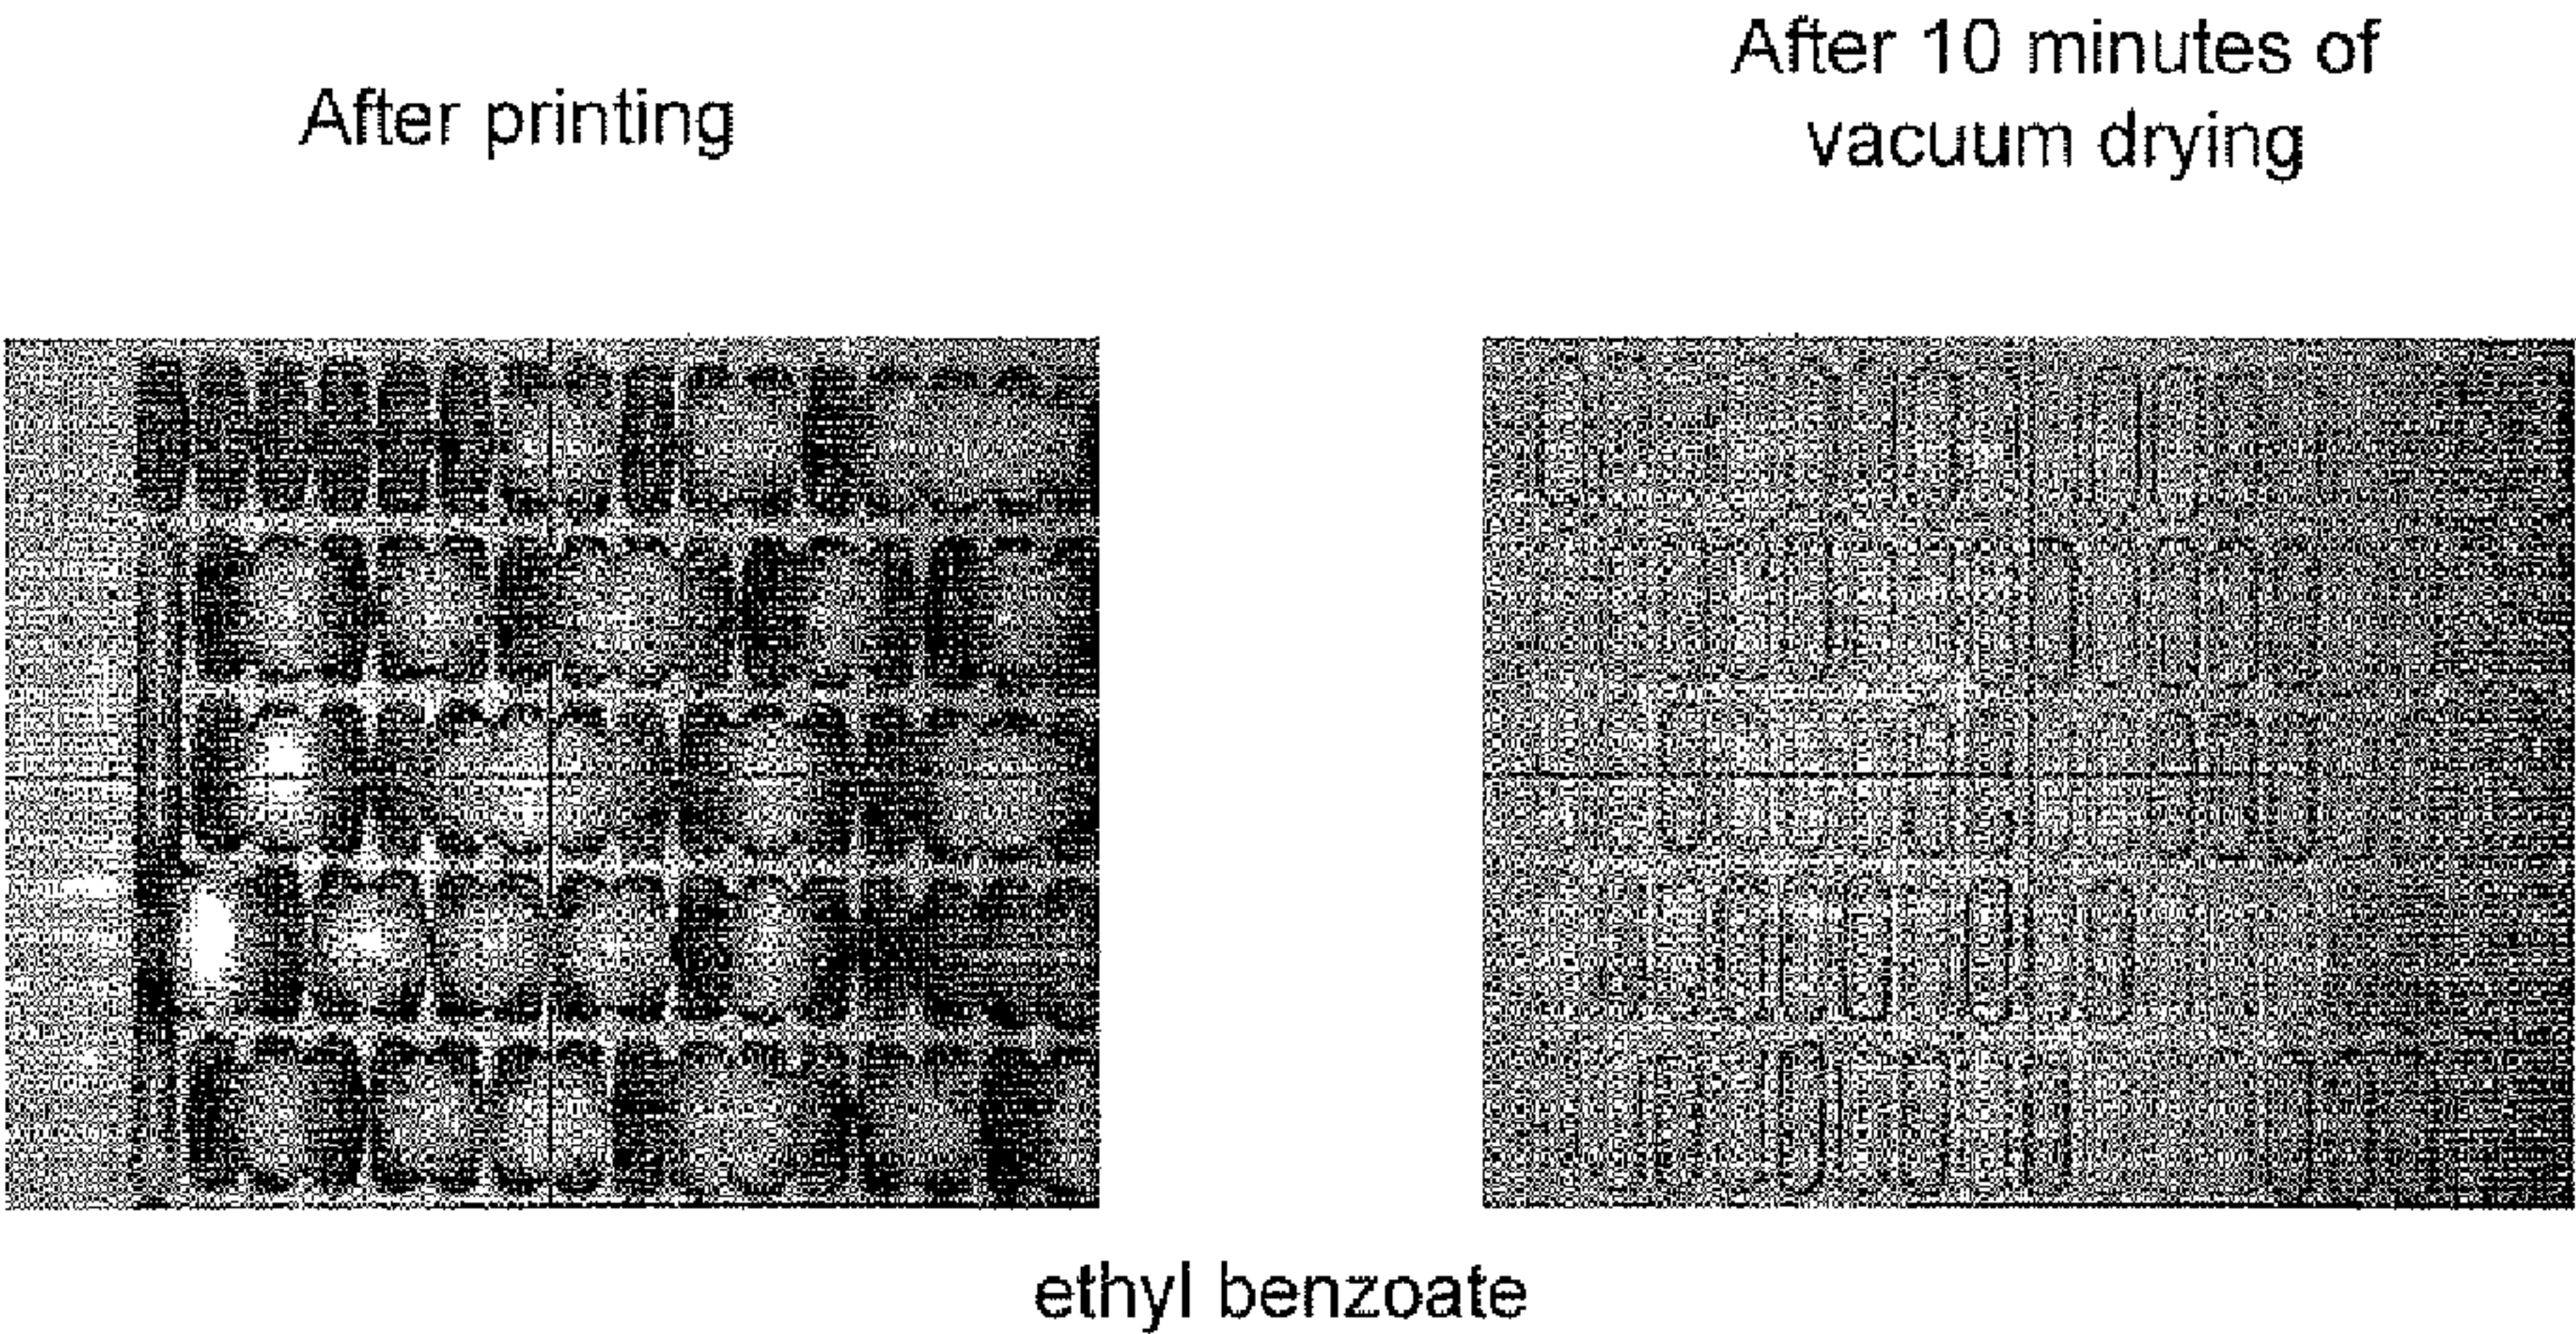 After printing
After 10 minutes of
vacuum drying
ethyl benzoate